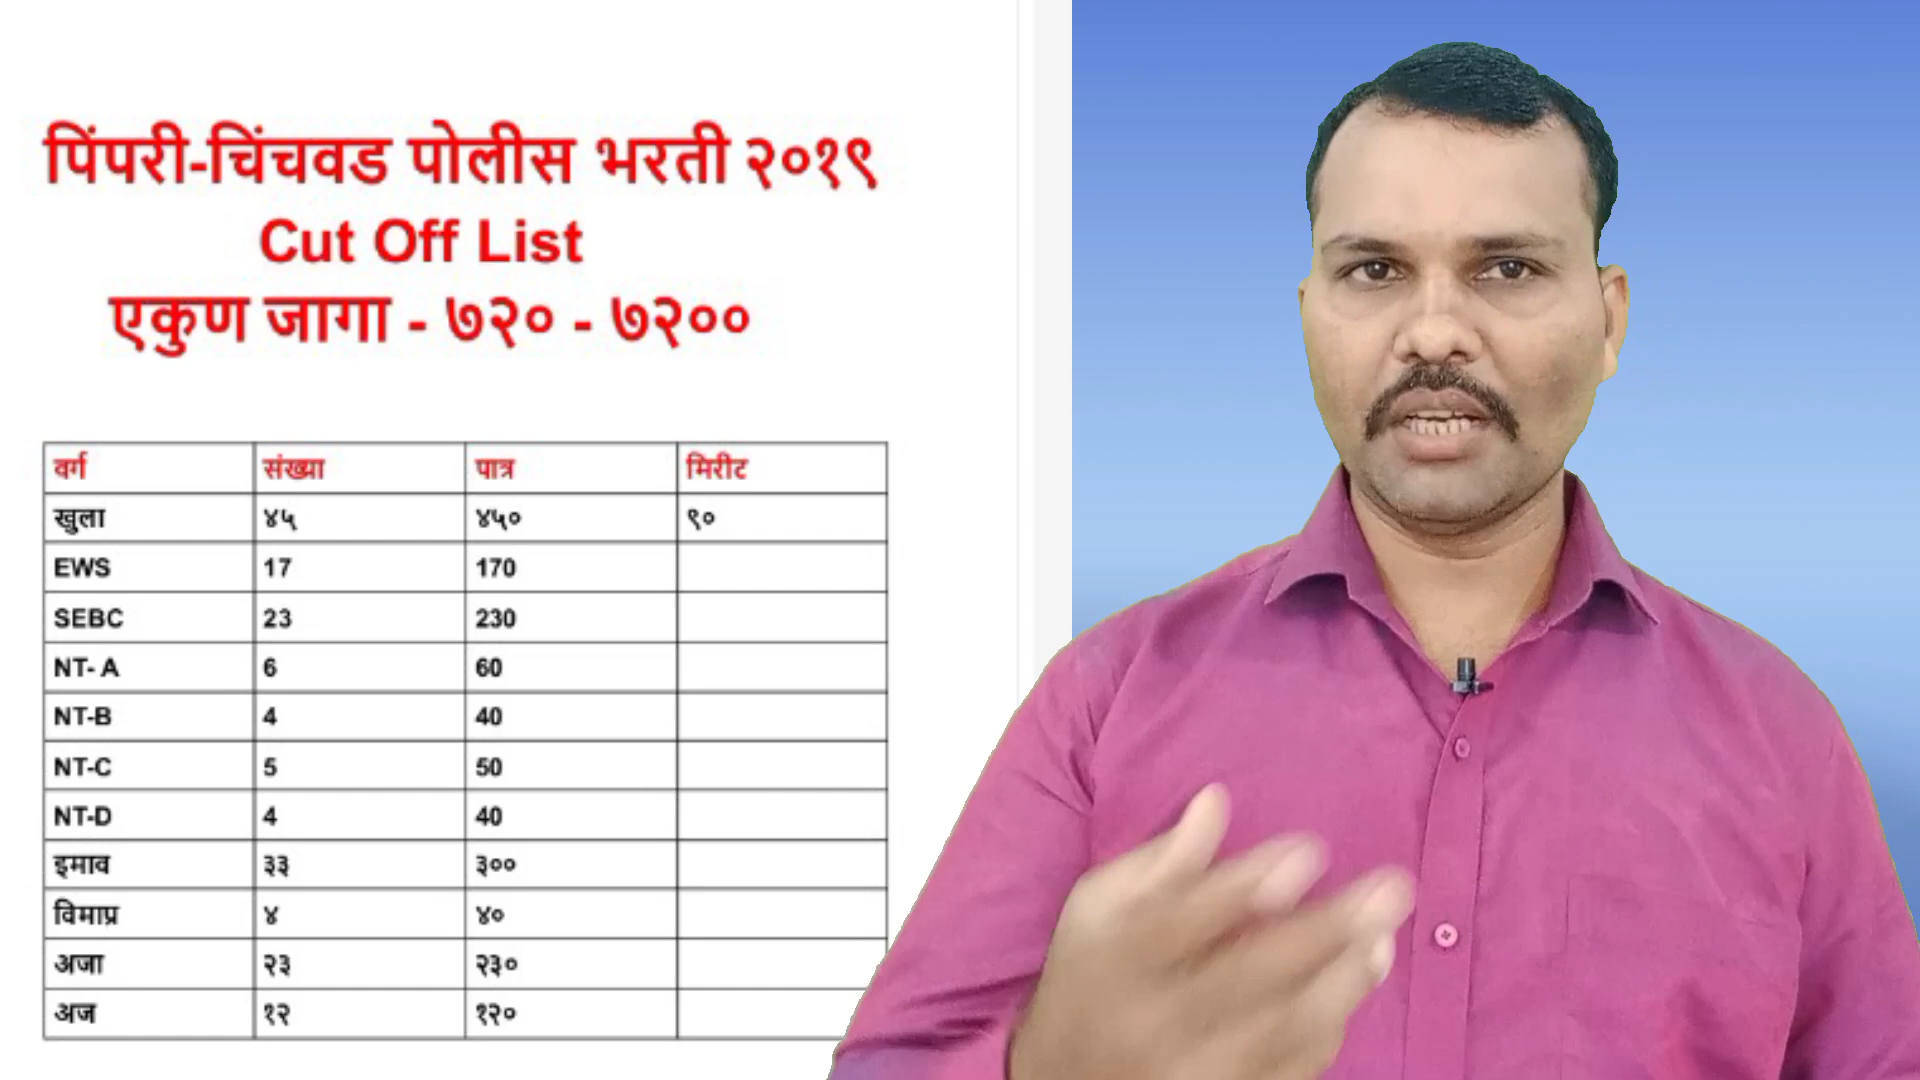 पिंपरी-चिंचवड पोलीस भरती २०१९
Cut Off List
एकुण जागा - ७२० - ७२००
वर्ग संख्या पात्र मिरीट
खुला ४५ ४५० ९०
EWS 17 170
SEBC 23 230
NT- A 6 60
NT-B 4 40
NT-C 5 50
NT-D 4 40
इमाव ३३ ३००
विमाप्र ४ ४०
अजा २३ २३०
अज १२ १२०